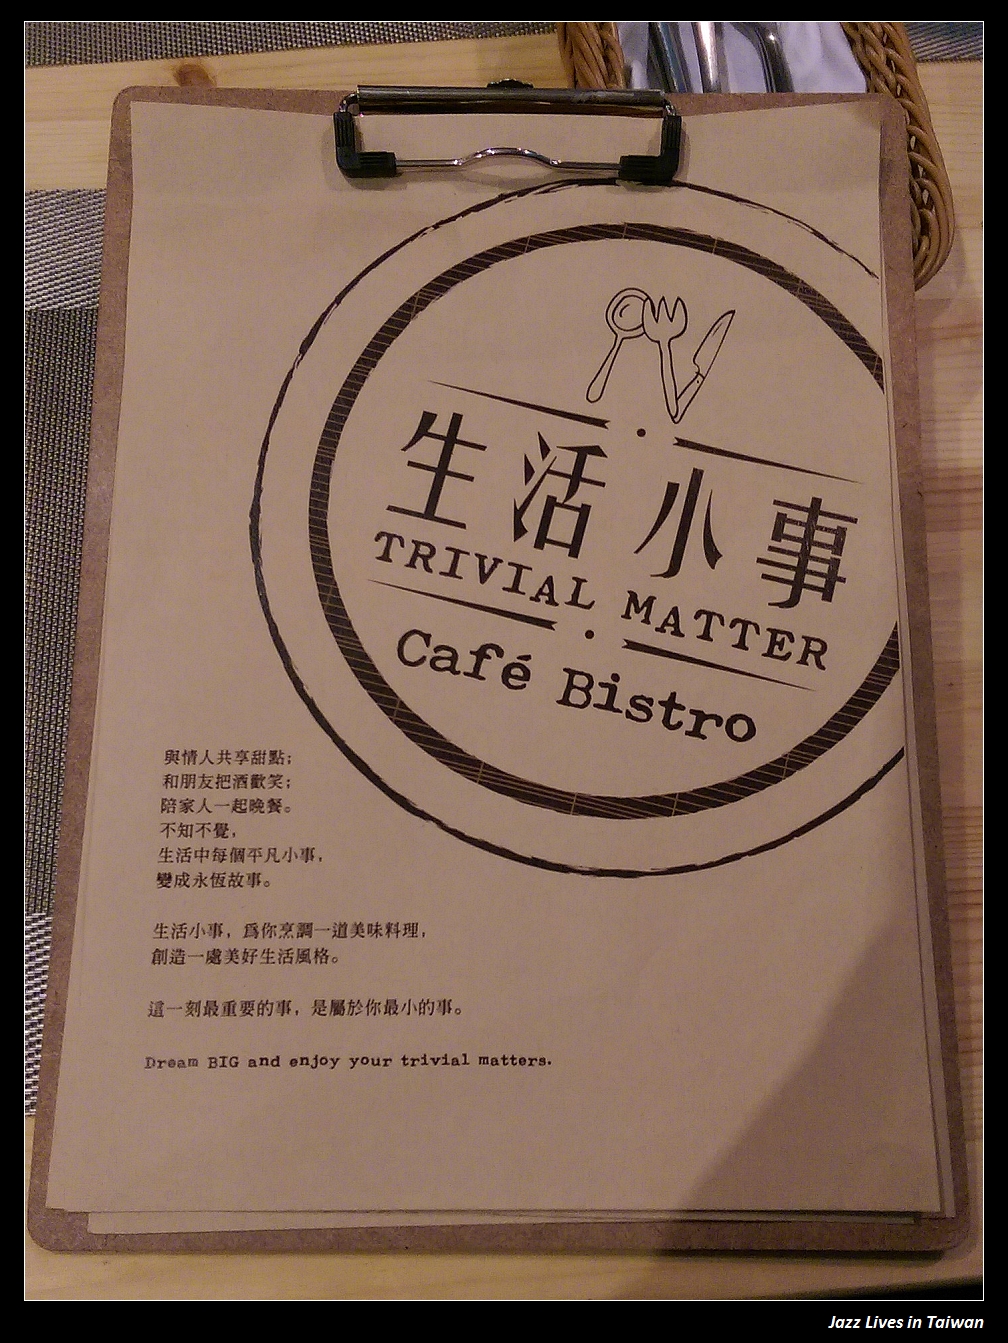 生活小事
TRIVIAL MATTER
Café Bistro
與情人共享甜點；
和朋友把酒歡笑；
陪家人一起晚餐。
不知不覺，
生活中每個平凡小事，
變成永恆故事。
生活小事，為你烹調一道美味料理，
創造一處美好生活風格。
這一刻最重要的事，是屬於你最小的事。
Dream BIG and enjoy your trivial matters.
Jazz Lives in Taiwan